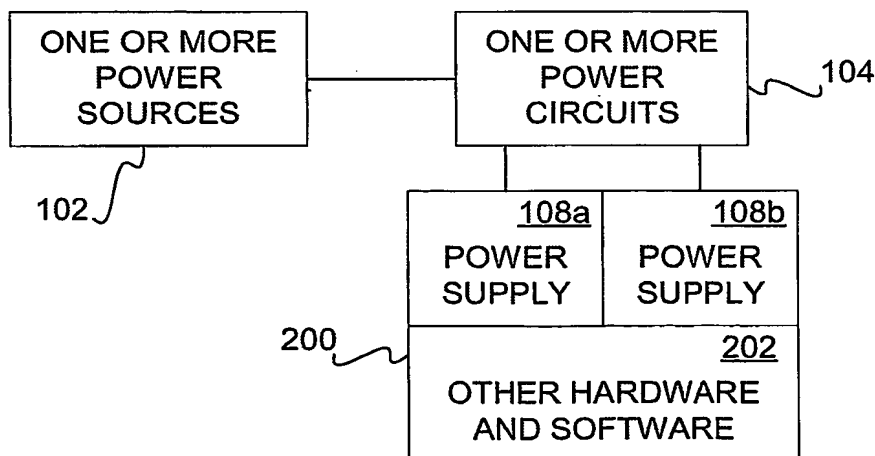 ONE OR MORE
POWER
SOURCES
102
ONE OR MORE
POWER
CIRCUITS
104
108a
POWER
SUPPLY
108b
POWER
SUPPLY
200
202
OTHER HARDWARE
AND SOFTWARE